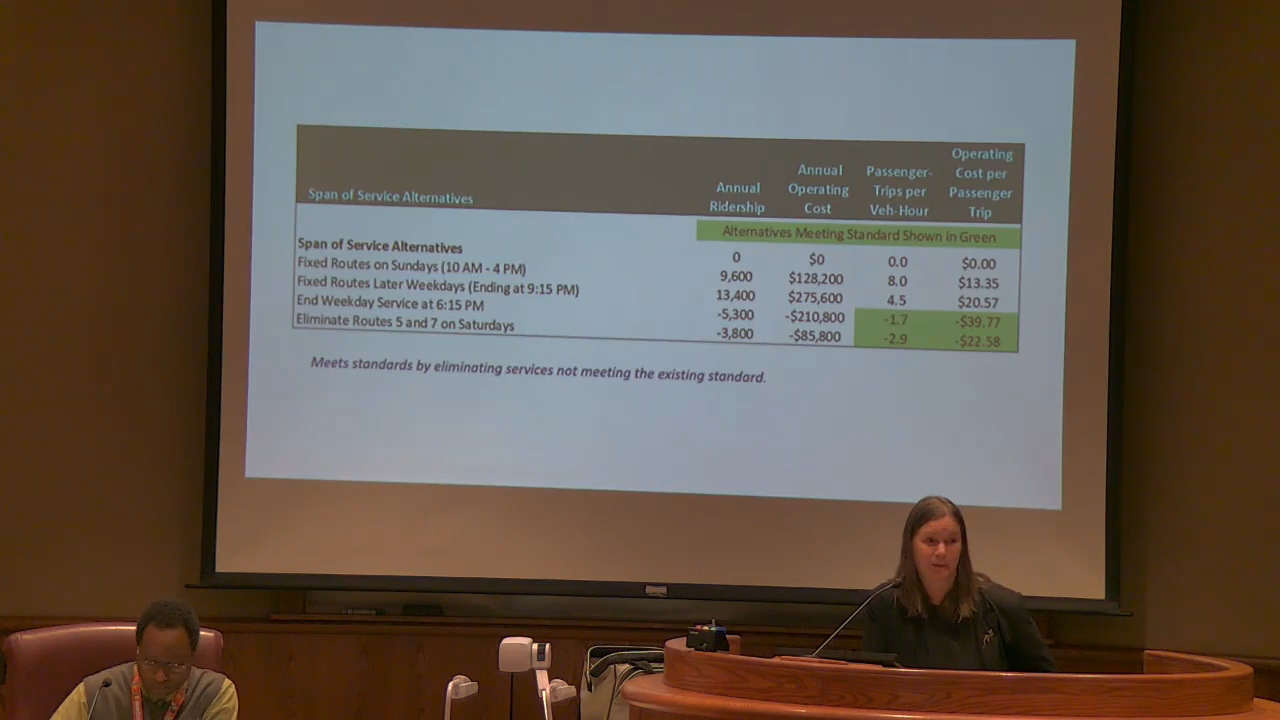 Span of Service Alternatives
Annual Ridership
Annual Operating Cost
Passenger-Trips per Veh-Hour
Operating Cost per Passenger Trip
Alternatives Meeting Standard Shown in Green
Span of Service Alternatives 0 $0 0.0 $0.00
Fixed Routes on Sundays (10 AM - 4 PM) 9,600 $128,200 8.0 $13.35
Fixed Routes Later Weekdays (Ending at 9:15 PM) 13,400 $275,600 4.5 $20.57
End Weekday Service at 6:15 PM -5,300 -$210,800 -1.7 -$39.77
Eliminate Routes 5 and 7 on Saturdays -3,800 -$85,800 -2.9 -$22.58
Meets standards by eliminating services not meeting the existing standard.